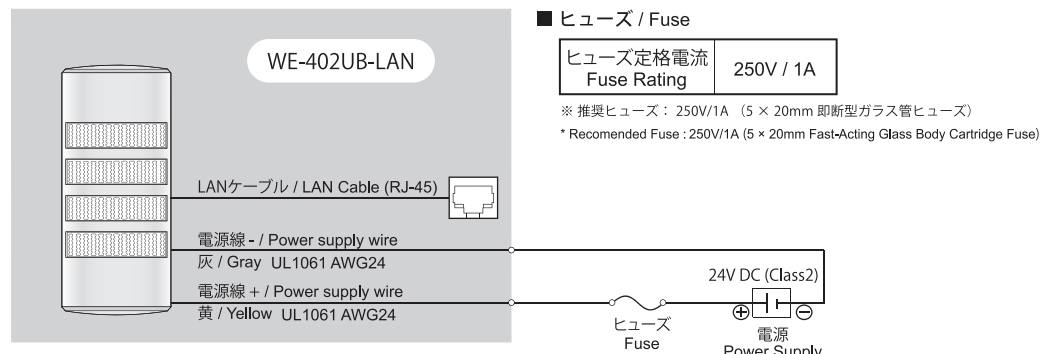 WE-402UB-LAN
LANケーブル / LAN Cable (RJ-45)
電源線 - / Power supply wire
灰 / Gray UL1061 AWG24
電源線 + / Power supply wire
黄 / Yellow UL1061 AWG24
■ ヒューズ / Fuse
ヒューズ定格電流
Fuse Rating
250V / 1A
※ 推奨ヒューズ： 250V/1A （5 × 20mm 即断型ガラス管ヒューズ）
* Recomended Fuse : 250V/1A (5 × 20mm Fast-Acting Glass Body Cartridge Fuse)
24V DC (Class2)
⊕ ⊖
ヒューズ
Fuse
電源
Power Supply